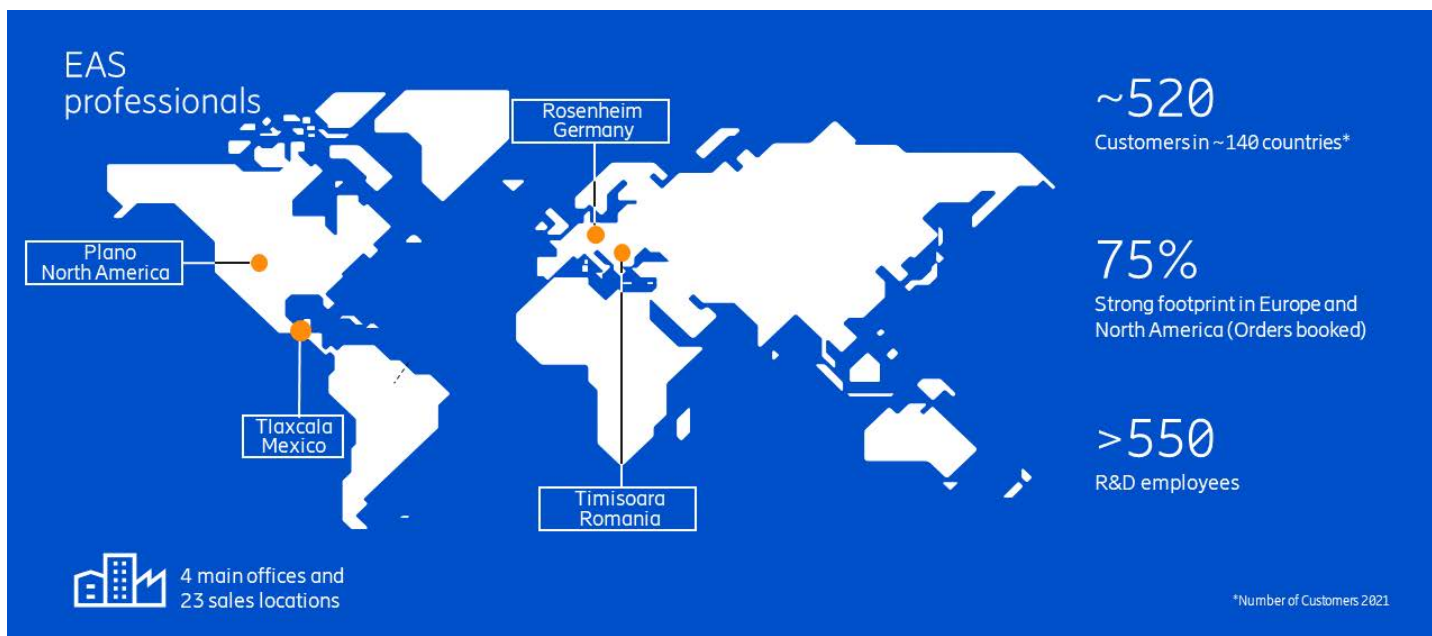 EAS
professionals
Rosenheim
Germany
Plano
North America
Tlaxcala
Mexico
Timisoara
Romania
~520
Customers in ~140 countries*
75%
Strong footprint in Europe and
North America (Orders booked)
>550
R&D employees
4 main offices and
23 sales locations
*Number of Customers 2021